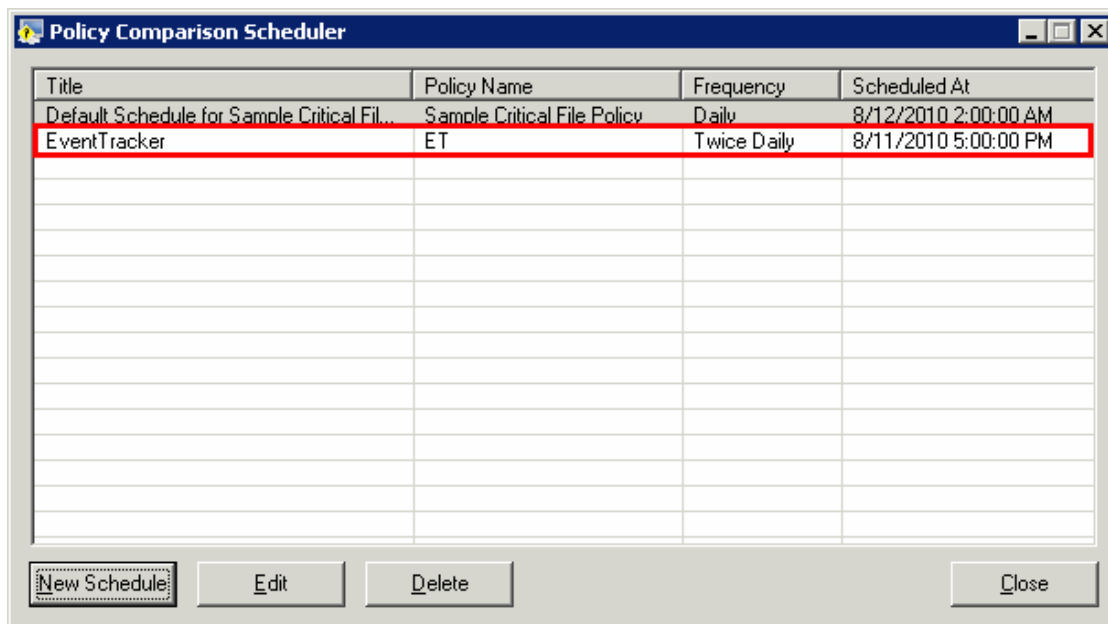 Policy Comparison Scheduler
Title Policy Name Frequency Scheduled At
Default Schedule for Sample Critical Fil... Sample Critical File Policy Daily 8/12/2010 2:00:00 AM
EventTracker ET Twice Daily 8/11/2010 5:00:00 PM
New Schedule Edit Delete Close